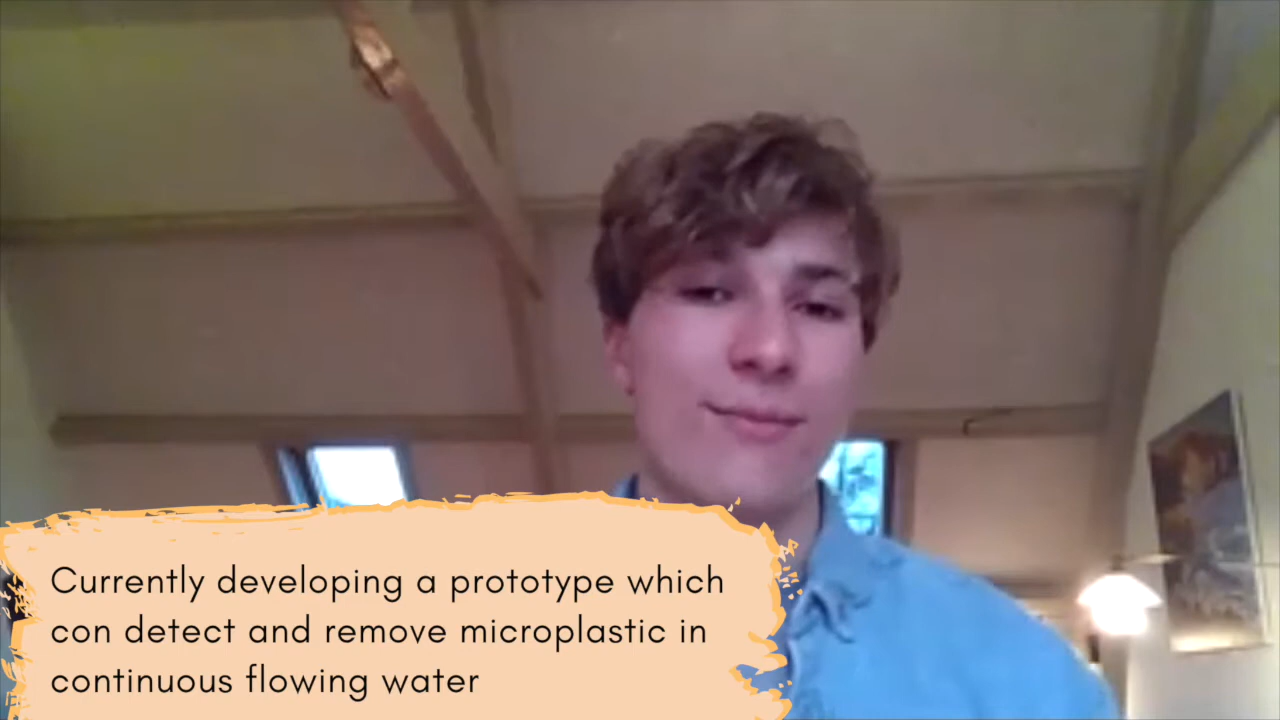 Currently developing a prototype which
con detect and remove microplastic in
continuous flowing water